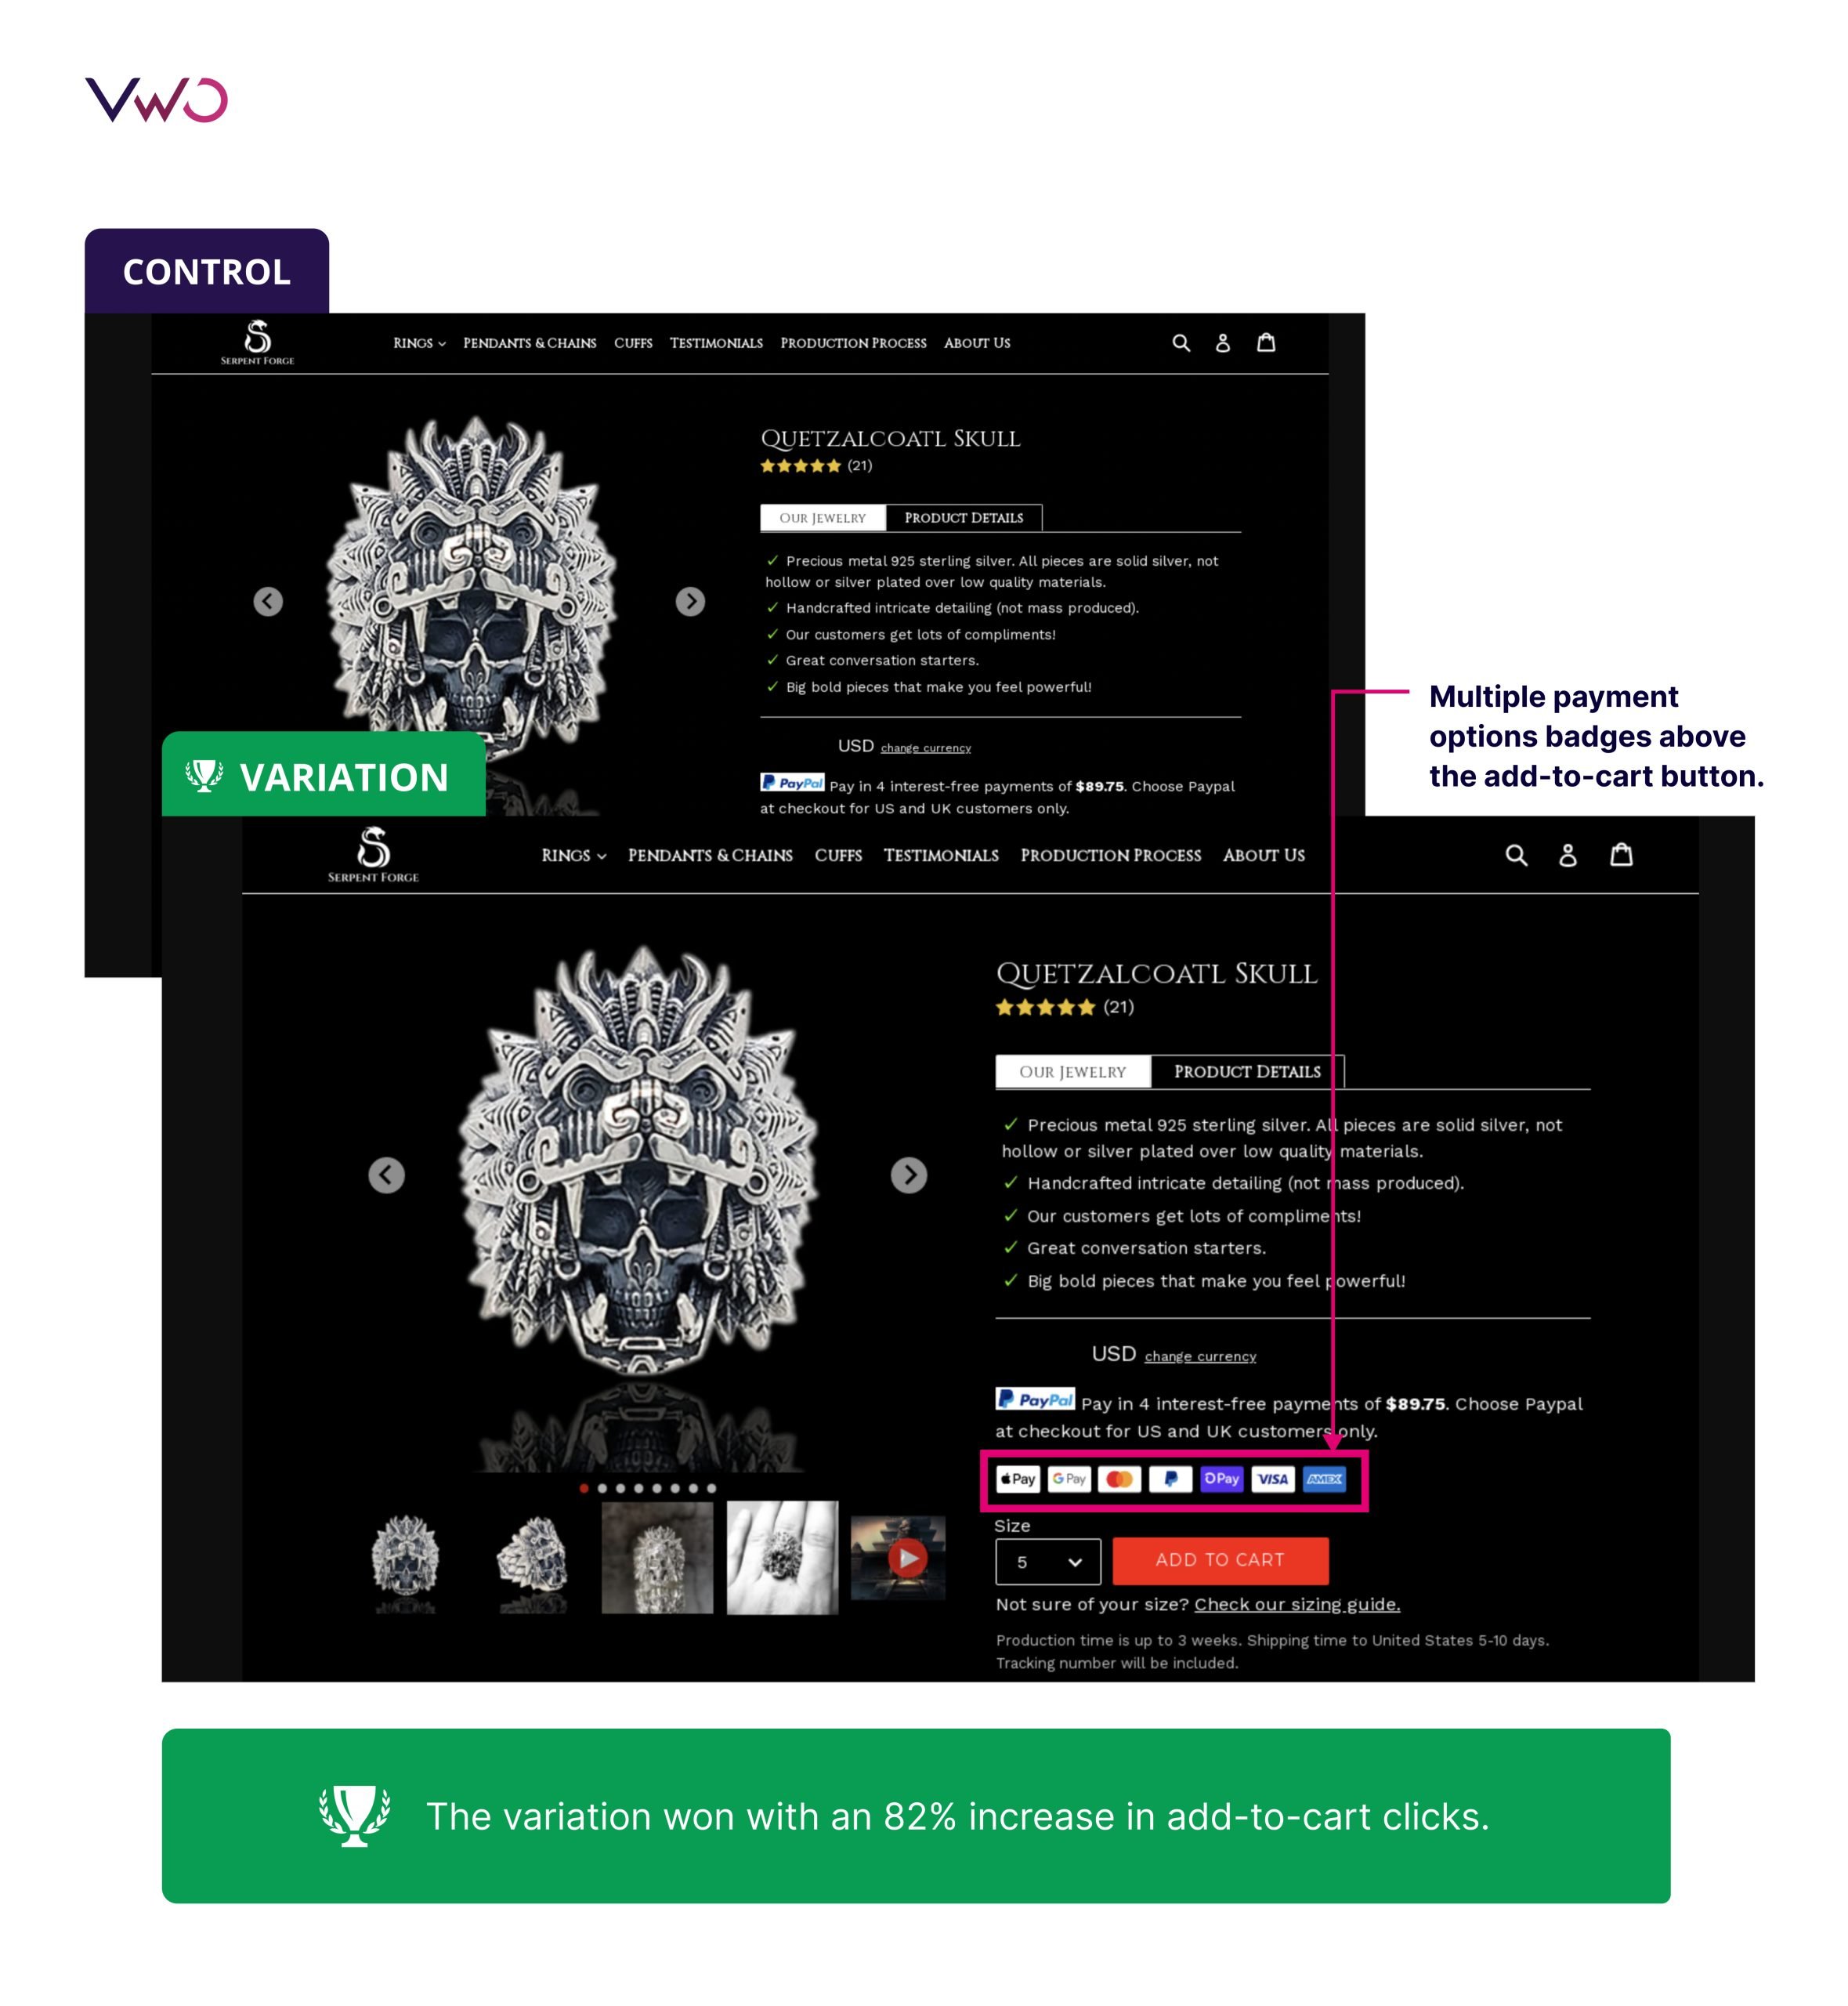 VWO
CONTROL
SERPENT FORGE
RINGS PENDANTS & CHAINS CUFFS TESTIMONIALS PRODUCTION PROCESS ABOUT US
QUETZALCOATL SKULL
(21)
OUR JEWELRY PRODUCT DETAILS
✓ Precious metal 925 sterling silver. All pieces are solid silver, not
hollow or silver plated over low quality materials.
✓ Handcrafted intricate detailing (not mass produced).
✓ Our customers get lots of compliments!
✓ Great conversation starters.
✓ Big bold pieces that make you feel powerful!
USD change currency
PayPal Pay in 4 interest-free payments of $89.75. Choose Paypal
at checkout for US and UK customers only.
Multiple payment
options badges above
the add-to-cart button.
VARIATION
SERPENT FORGE
RINGS PENDANTS & CHAINS CUFFS TESTIMONIALS PRODUCTION PROCESS ABOUT US
QUETZALCOATL SKULL
(21)
OUR JEWELRY PRODUCT DETAILS
✓ Precious metal 925 sterling silver. All pieces are solid silver, not
hollow or silver plated over low quality materials.
✓ Handcrafted intricate detailing (not mass produced).
✓ Our customers get lots of compliments!
✓ Great conversation starters.
✓ Big bold pieces that make you feel powerful!
USD change currency
PayPal Pay in 4 interest-free payments of $89.75. Choose Paypal
at checkout for US and UK customers only.
Pay G Pay OPay VISA AMEX
Size
5 ADD TO CART
Not sure of your size? Check our sizing guide.
Production time is up to 3 weeks. Shipping time to United States 5-10 days.
Tracking number will be included.
The variation won with an 82% increase in add-to-cart clicks.